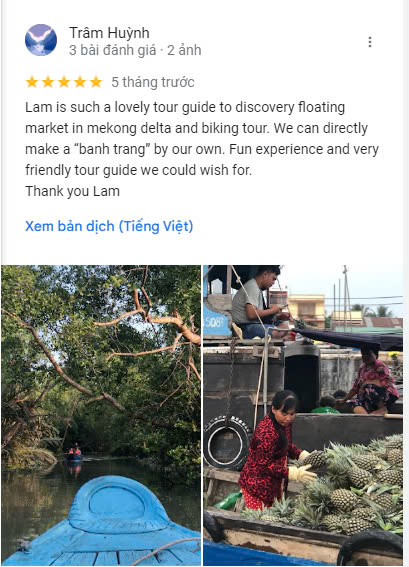 Trâm Huỳnh
3 bài đánh giá · 2 ảnh
5 tháng trước
Lam is such a lovely tour guide to discovery floating
market in mekong delta and biking tour. We can directly
make a “banh trang” by our own. Fun experience and very
friendly tour guide we could wish for.
Thank you Lam
Xem bản dịch (Tiếng Việt)